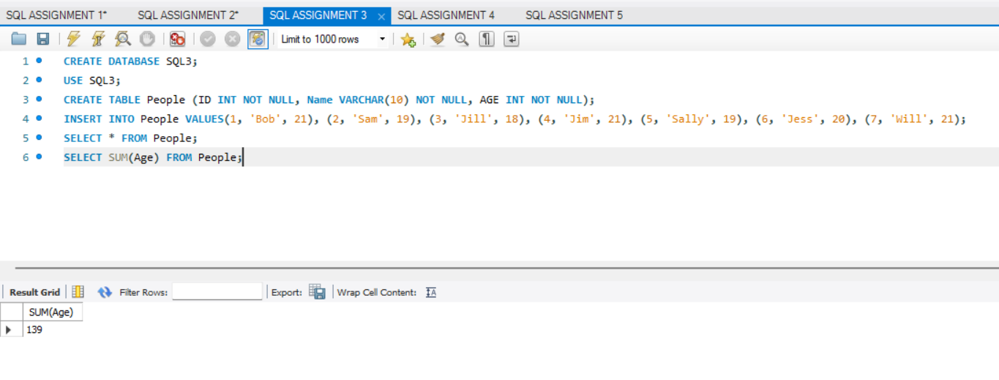 SQL ASSIGNMENT 1* SQL ASSIGNMENT 2* SQL ASSIGNMENT 3 SQL ASSIGNMENT 4 SQL ASSIGNMENT 5
Limit to 1000 rows
1 CREATE DATABASE SQL3;
2 USE SQL3;
3 CREATE TABLE People (ID INT NOT NULL, Name VARCHAR(10) NOT NULL, AGE INT NOT NULL);
4 INSERT INTO People VALUES(1, 'Bob', 21), (2, 'Sam', 19), (3, 'Jill', 18), (4, 'Jim', 21), (5, 'Sally', 19), (6, 'Jess', 20), (7, 'Will', 21);
5 SELECT * FROM People;
6 SELECT SUM(Age) FROM People;
Result Grid Filter Rows: Export: Wrap Cell Content:
SUM(Age)
139